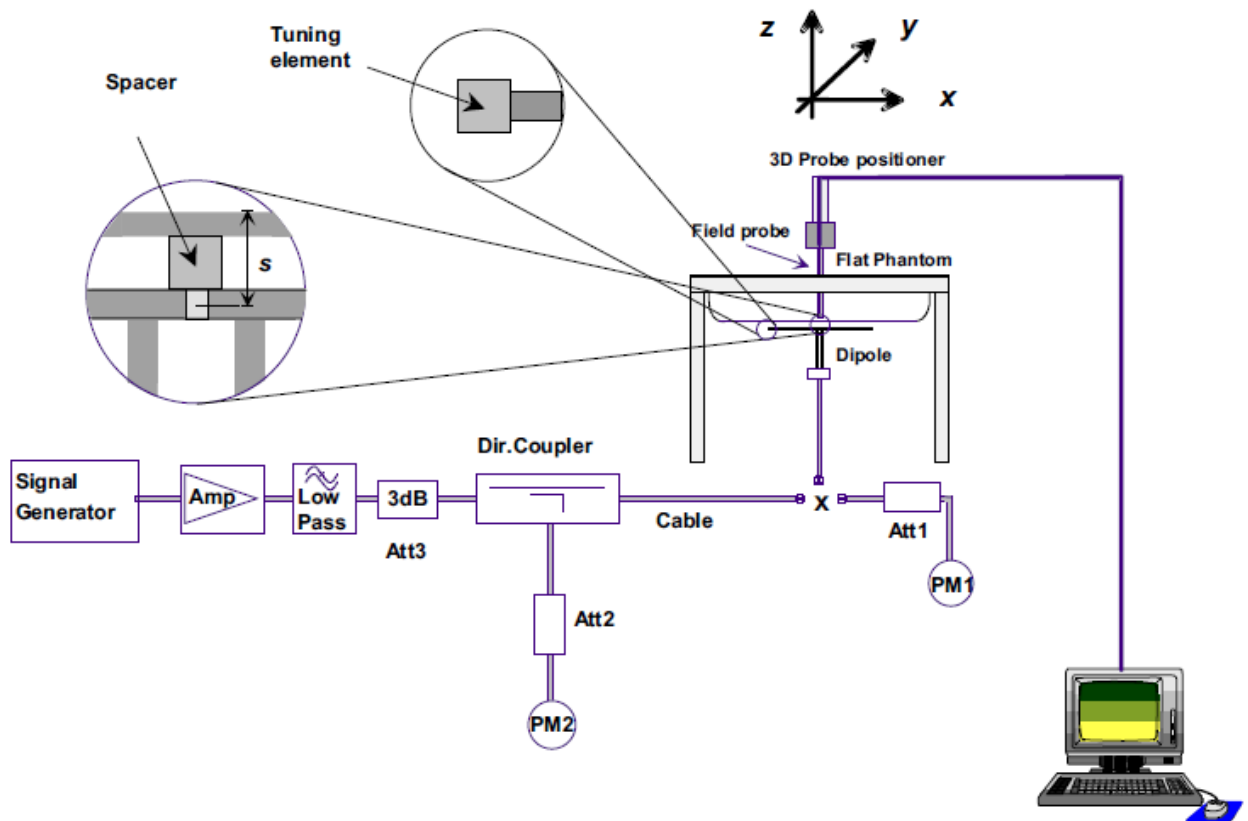 Tuning
element
Spacer
s
z
y
x
3D Probe positioner
Field probe
Flat Phantom
Dipole
Signal
Generator
Amp
Low
Pass
3dB
Att3
Dir.Coupler
Cable
X
Att1
PM1
Att2
PM2